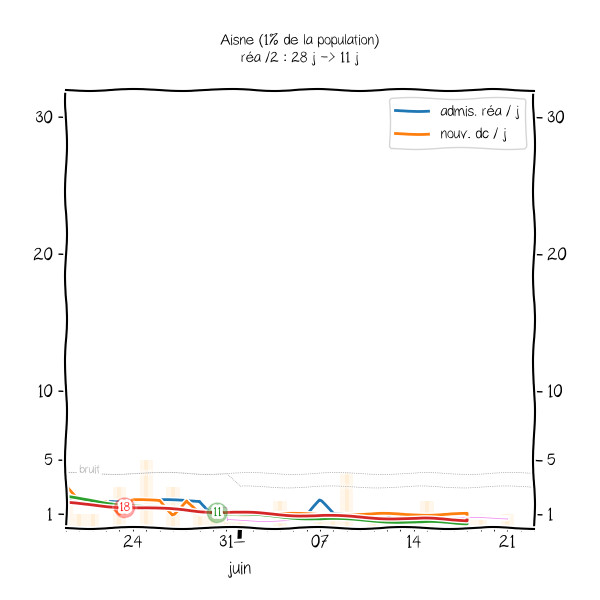 Aisne (1% de la population)
réa /2 : 28 j -> 11 j
admis. réa / j
nouv. dc / j
30
30
20
20
10
10
5
5
bruit
18
11
1
1
24
31
07
14
21
juin